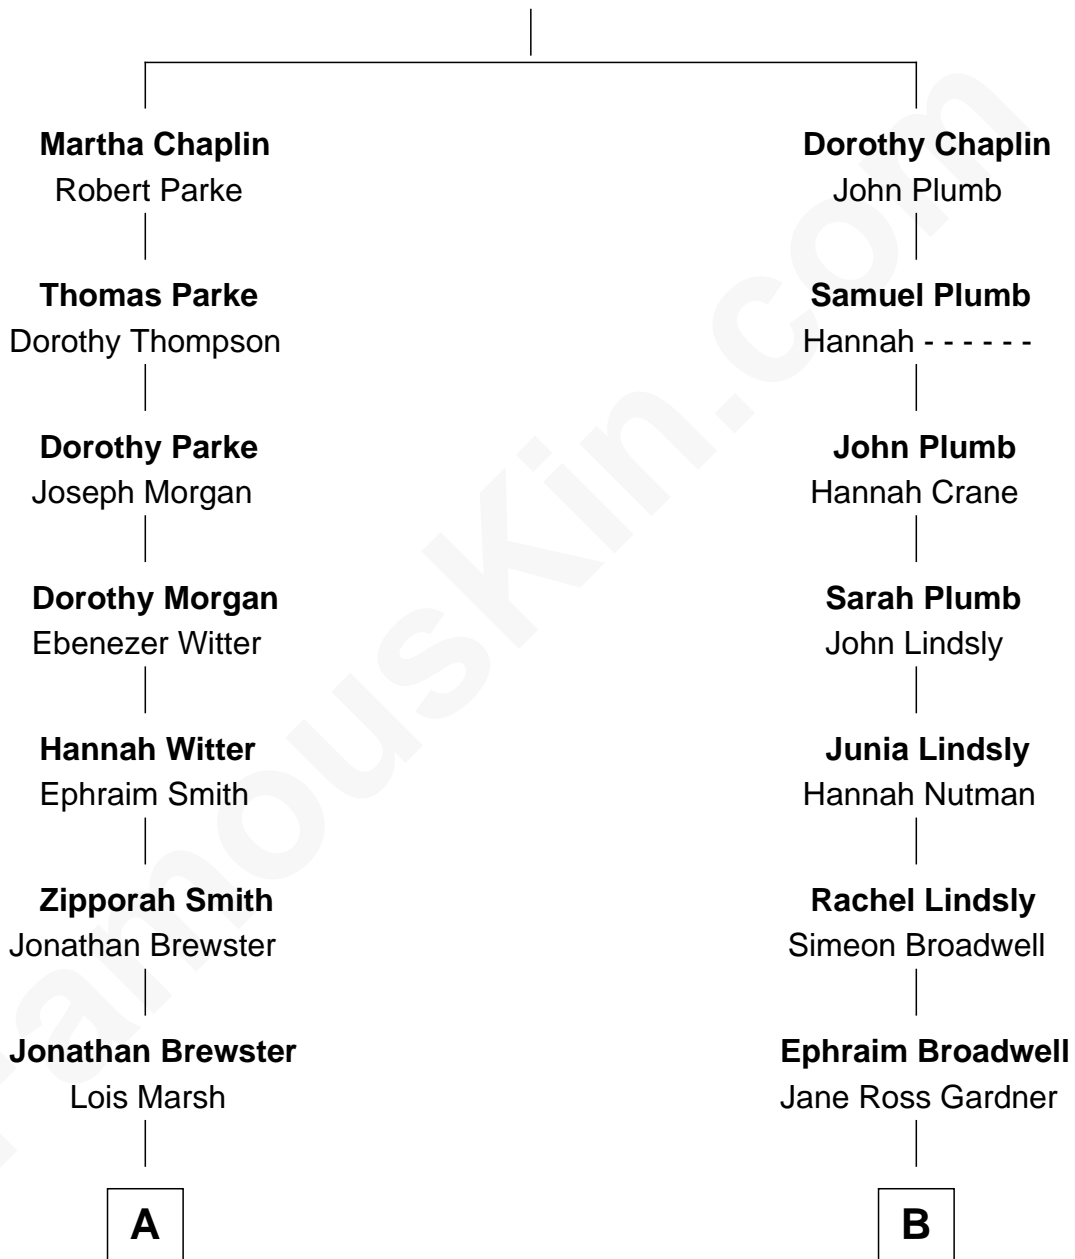 Martha Chaplin
Robert Parke
Thomas Parke
Dorothy Thompson
Dorothy Parke
Joseph Morgan
Dorothy Morgan
Ebenezer Witter
Hannah Witter
Ephraim Smith
Zipporah Smith
Jonathan Brewster
Jonathan Brewster
Lois Marsh
A
Dorothy Chaplin
John Plumb
Samuel Plumb
Hannah - - - - - -
John Plumb
Hannah Crane
Sarah Plumb
John Lindsly
Junia Lindsly
Hannah Nutman
Rachel Lindsly
Simeon Broadwell
Ephraim Broadwell
Jane Ross Gardner
B
FamousKin.com